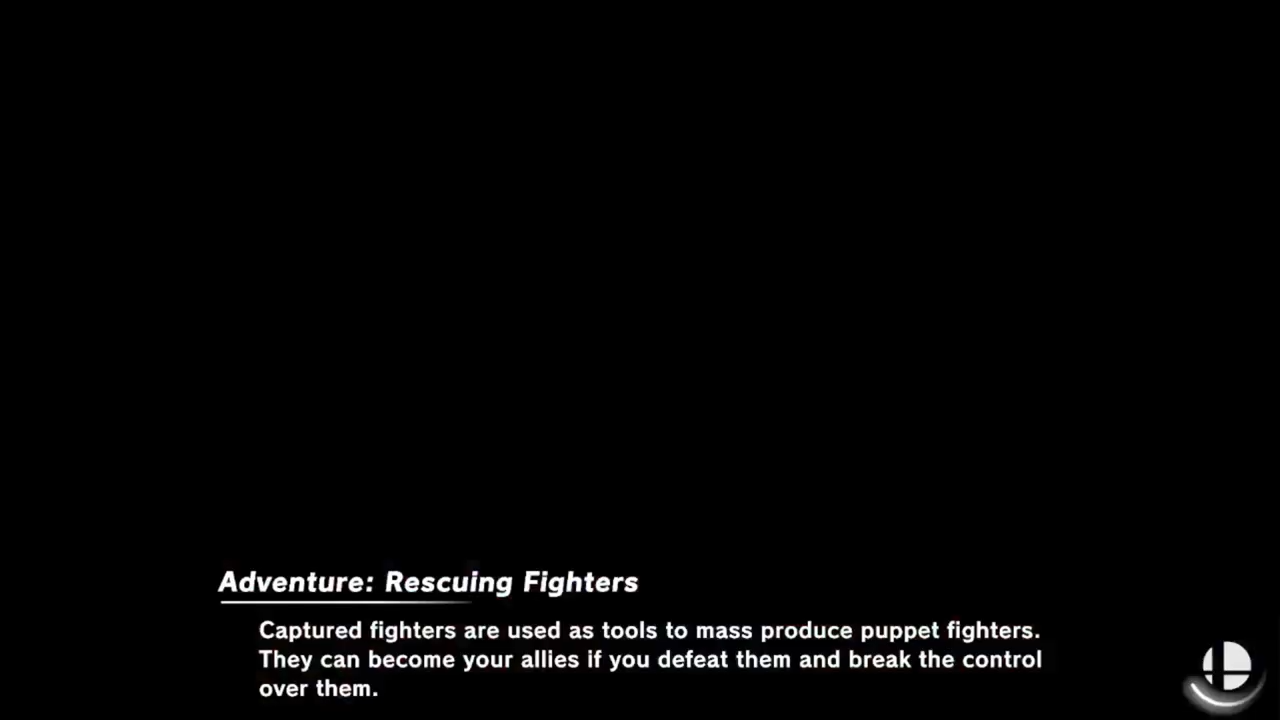 Adventure: Rescuing Fighters
Captured fighters are used as tools to mass produce puppet fighters.
They can become your allies if you defeat them and break the control
over them.